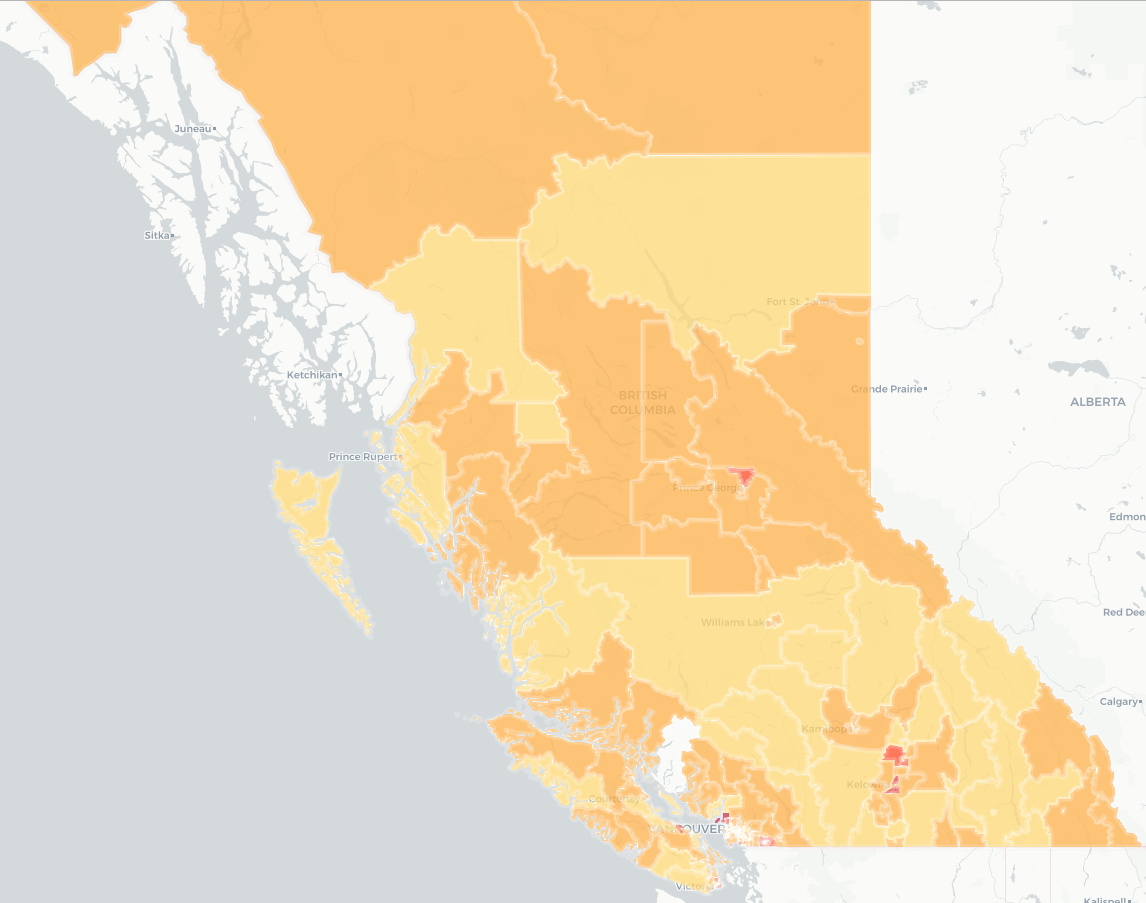 Juneau
Sitka
Fort St. John
Ketchikan
Grande Prairie
BRITISH
COLUMBIA
ALBERTA
Prince Rupert
Prince George
Edmon
Red Dee
Williams Lake
Calgary
Kamloops
Kelowna
Courtenay
VANCOUVER
Victoria
Kalispell